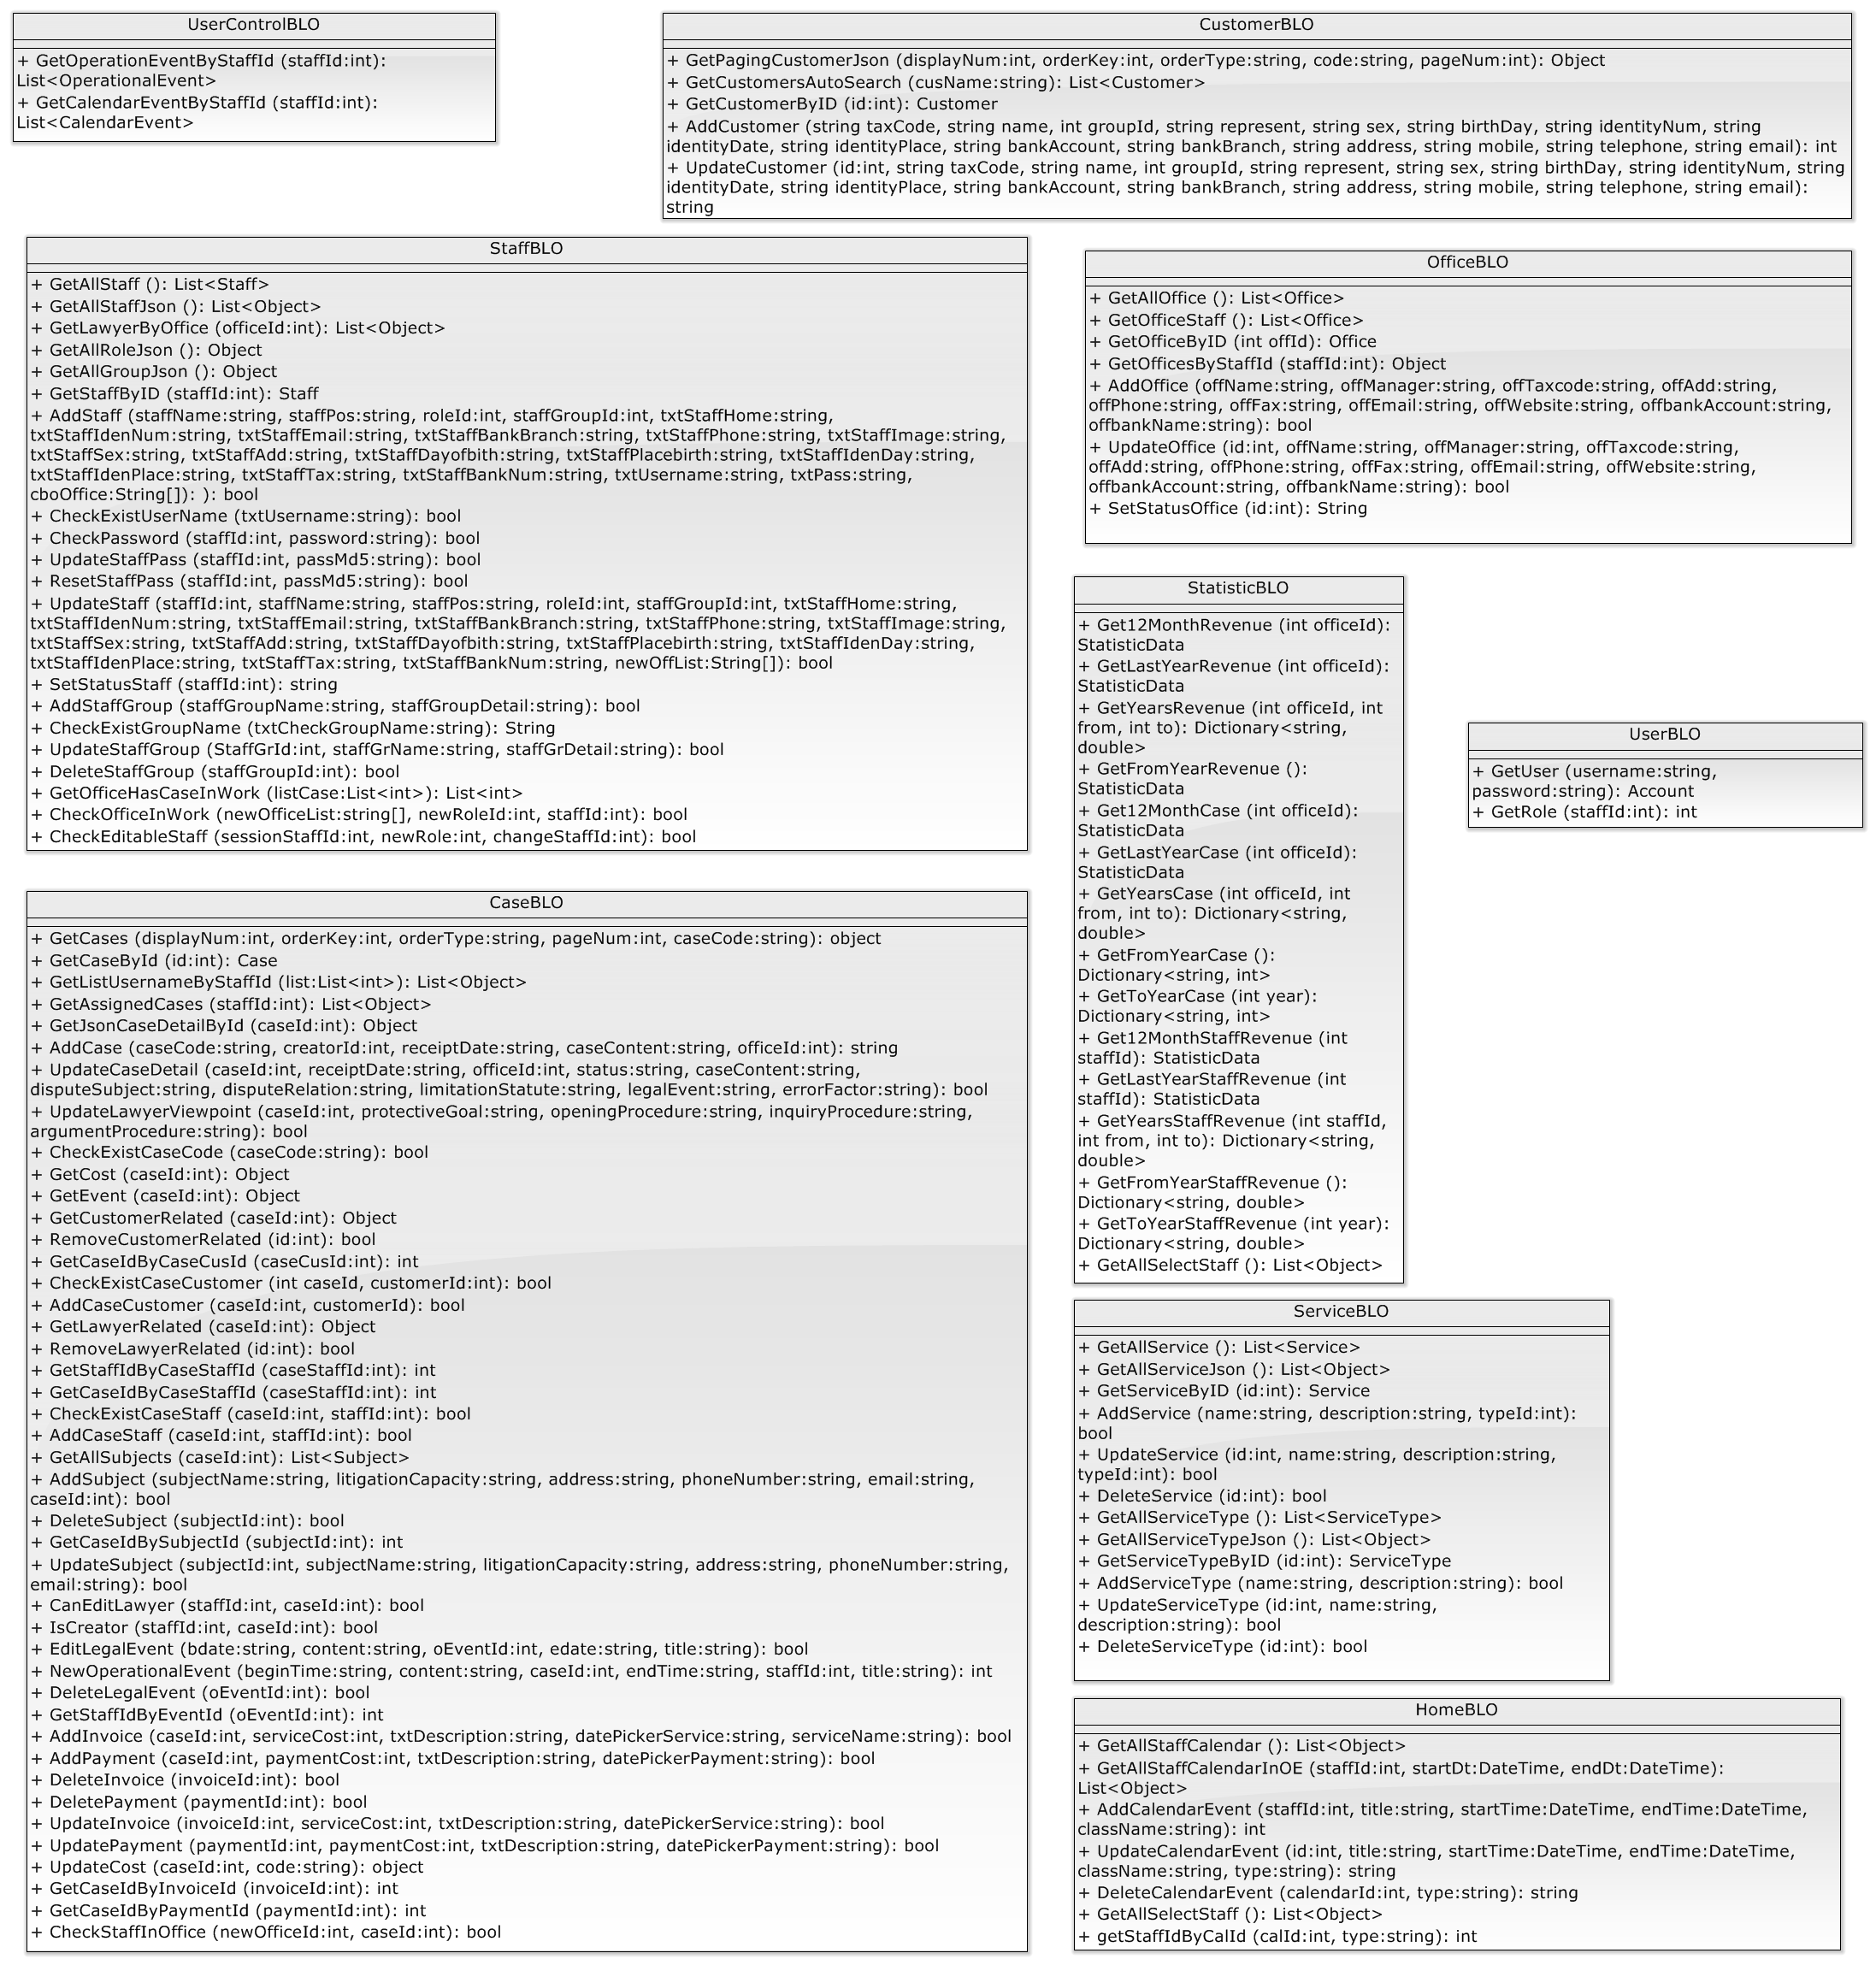 UserControlBLO
+ GetOperationEventByStaffId (staffId:int):
List<OperationalEvent>
+ GetCalendarEventByStaffId (staffId:int):
List<CalendarEvent>
CustomerBLO
+ GetPagingCustomerJson (displayNum:int, orderKey:int, orderType:string, code:string, pageNum:int): Object
+ GetCustomersAutoSearch (cusName:string): List<Customer>
+ GetCustomerByID (id:int): Customer
+ AddCustomer (string taxCode, string name, int groupId, string represent, string sex, string birthDay, string identityNum, string
identityDate, string identityPlace, string bankAccount, string bankBranch, string address, string mobile, string telephone, string email): int
+ UpdateCustomer (id:int, string taxCode, string name, int groupId, string represent, string sex, string birthDay, string identityNum, string
identityDate, string identityPlace, string bankAccount, string bankBranch, string address, string mobile, string telephone, string email):
string
StaffBLO
+ GetAllStaff (): List<Staff>
+ GetAllStaffJson (): List<Object>
+ GetLawyerByOffice (officeId:int): List<Object>
+ GetAllRoleJson (): Object
+ GetAllGroupJson (): Object
+ GetStaffByID (staffId:int): Staff
+ AddStaff (staffName:string, staffPos:string, roleId:int, staffGroupId:int, txtStaffHome:string,
txtStaffIdenNum:string, txtStaffEmail:string, txtStaffBankBranch:string, txtStaffPhone:string, txtStaffImage:string,
txtStaffSex:string, txtStaffAdd:string, txtStaffDayofbith:string, txtStaffPlacebirth:string, txtStaffIdenDay:string,
txtStaffIdenPlace:string, txtStaffTax:string, txtStaffBankNum:string, txtUsername:string, txtPass:string,
cboOffice:String[]): ): bool
+ CheckExistUserName (txtUsername:string): bool
+ CheckPassword (staffId:int, password:string): bool
+ UpdateStaffPass (staffId:int, passMd5:string): bool
+ ResetStaffPass (staffId:int, passMd5:string): bool
+ UpdateStaff (staffId:int, staffName:string, staffPos:string, roleId:int, staffGroupId:int, txtStaffHome:string,
txtStaffIdenNum:string, txtStaffEmail:string, txtStaffBankBranch:string, txtStaffPhone:string, txtStaffImage:string,
txtStaffSex:string, txtStaffAdd:string, txtStaffDayofbith:string, txtStaffPlacebirth:string, txtStaffIdenDay:string,
txtStaffIdenPlace:string, txtStaffTax:string, txtStaffBankNum:string, newOffList:String[]): bool
+ SetStatusStaff (staffId:int): string
+ AddStaffGroup (staffGroupName:string, staffGroupDetail:string): bool
+ CheckExistGroupName (txtCheckGroupName:string): String
+ UpdateStaffGroup (StaffGrId:int, staffGrName:string, staffGrDetail:string): bool
+ DeleteStaffGroup (staffGroupId:int): bool
+ GetOfficeHasCaseInWork (listCase:List<int>): List<int>
+ CheckOfficeInWork (newOfficeList:string[], newRoleId:int, staffId:int): bool
+ CheckEditableStaff (sessionStaffId:int, newRole:int, changeStaffId:int): bool
OfficeBLO
+ GetAllOffice (): List<Office>
+ GetOfficeStaff (): List<Office>
+ GetOfficeByID (int offId): Office
+ GetOfficesByStaffId (staffId:int): Object
+ AddOffice (offName:string, offManager:string, offTaxcode:string, offAdd:string,
offPhone:string, offFax:string, offEmail:string, offWebsite:string, offbankAccount:string,
offbankName:string): bool
+ UpdateOffice (id:int, offName:string, offManager:string, offTaxcode:string,
offAdd:string, offPhone:string, offFax:string, offEmail:string, offWebsite:string,
offbankAccount:string, offbankName:string): bool
+ SetStatusOffice (id:int): String
StatisticBLO
+ Get12MonthRevenue (int officeId):
StatisticData
+ GetLastYearRevenue (int officeId):
StatisticData
+ GetYearsRevenue (int officeId, int
from, int to): Dictionary<string,
double>
+ GetFromYearRevenue ():
StatisticData
+ Get12MonthCase (int officeId):
StatisticData
+ GetLastYearCase (int officeId):
StatisticData
+ GetYearsCase (int officeId, int
from, int to): Dictionary<string,
double>
+ GetFromYearCase ():
Dictionary<string, int>
+ GetToYearCase (int year):
Dictionary<string, int>
+ Get12MonthStaffRevenue (int
staffId): StatisticData
+ GetLastYearStaffRevenue (int
staffId): StatisticData
+ GetYearsStaffRevenue (int staffId,
int from, int to): Dictionary<string,
double>
+ GetFromYearStaffRevenue ():
Dictionary<string, double>
+ GetToYearStaffRevenue (int year):
Dictionary<string, double>
+ GetAllSelectStaff (): List<Object>
UserBLO
+ GetUser (username:string,
password:string): Account
+ GetRole (staffId:int): int
CaseBLO
+ GetCases (displayNum:int, orderKey:int, orderType:string, pageNum:int, caseCode:string): object
+ GetCaseById (id:int): Case
+ GetListUsernameByStaffId (list:List<int>): List<Object>
+ GetAssignedCases (staffId:int): List<Object>
+ GetJsonCaseDetailById (caseId:int): Object
+ AddCase (caseCode:string, creatorId:int, receiptDate:string, caseContent:string, officeId:int): string
+ UpdateCaseDetail (caseId:int, receiptDate:string, officeId:int, status:string, caseContent:string,
disputeSubject:string, disputeRelation:string, limitationStatute:string, legalEvent:string, errorFactor:string): bool
+ UpdateLawyerViewpoint (caseId:int, protectiveGoal:string, openingProcedure:string, inquiryProcedure:string,
argumentProcedure:string): bool
+ CheckExistCaseCode (caseCode:string): bool
+ GetCost (caseId:int): Object
+ GetEvent (caseId:int): Object
+ GetCustomerRelated (caseId:int): Object
+ RemoveCustomerRelated (id:int): bool
+ GetCaseIdByCaseCusId (caseCusId:int): int
+ CheckExistCaseCustomer (int caseId, customerId:int): bool
+ AddCaseCustomer (caseId:int, customerId): bool
+ GetLawyerRelated (caseId:int): Object
+ RemoveLawyerRelated (id:int): bool
+ GetStaffIdByCaseStaffId (caseStaffId:int): int
+ GetCaseIdByCaseStaffId (caseStaffId:int): int
+ CheckExistCaseStaff (caseId:int, staffId:int): bool
+ AddCaseStaff (caseId:int, staffId:int): bool
+ GetAllSubjects (caseId:int): List<Subject>
+ AddSubject (subjectName:string, litigationCapacity:string, address:string, phoneNumber:string, email:string,
caseId:int): bool
+ DeleteSubject (subjectId:int): bool
+ GetCaseIdBySubjectId (subjectId:int): int
+ UpdateSubject (subjectId:int, subjectName:string, litigationCapacity:string, address:string, phoneNumber:string,
email:string): bool
+ CanEditLawyer (staffId:int, caseId:int): bool
+ IsCreator (staffId:int, caseId:int): bool
+ EditLegalEvent (bdate:string, content:string, oEventId:int, edate:string, title:string): bool
+ NewOperationalEvent (beginTime:string, content:string, caseId:int, endTime:string, staffId:int, title:string): int
+ DeleteLegalEvent (oEventId:int): bool
+ GetStaffIdByEventId (oEventId:int): int
+ AddInvoice (caseId:int, serviceCost:int, txtDescription:string, datePickerService:string, serviceName:string): bool
+ AddPayment (caseId:int, paymentCost:int, txtDescription:string, datePickerPayment:string): bool
+ DeleteInvoice (invoiceId:int): bool
+ DeletePayment (paymentId:int): bool
+ UpdateInvoice (invoiceId:int, serviceCost:int, txtDescription:string, datePickerService:string): bool
+ UpdatePayment (paymentId:int, paymentCost:int, txtDescription:string, datePickerPayment:string): bool
+ UpdateCost (caseId:int, code:string): object
+ GetCaseIdByInvoiceId (invoiceId:int): int
+ GetCaseIdByPaymentId (paymentId:int): int
+ CheckStaffInOffice (newOfficeId:int, caseId:int): bool
ServiceBLO
+ GetAllService (): List<Service>
+ GetAllServiceJson (): List<Object>
+ GetServiceByID (id:int): Service
+ AddService (name:string, description:string, typeId:int):
bool
+ UpdateService (id:int, name:string, description:string,
typeId:int): bool
+ DeleteService (id:int): bool
+ GetAllServiceType (): List<ServiceType>
+ GetAllServiceTypeJson (): List<Object>
+ GetServiceTypeByID (id:int): ServiceType
+ AddServiceType (name:string, description:string): bool
+ UpdateServiceType (id:int, name:string,
description:string): bool
+ DeleteServiceType (id:int): bool
HomeBLO
+ GetAllStaffCalendar (): List<Object>
+ GetAllStaffCalendarInOE (staffId:int, startDt:DateTime, endDt:DateTime):
List<Object>
+ AddCalendarEvent (staffId:int, title:string, startTime:DateTime, endTime:DateTime,
className:string): int
+ UpdateCalendarEvent (id:int, title:string, startTime:DateTime, endTime:DateTime,
className:string, type:string): string
+ DeleteCalendarEvent (calendarId:int, type:string): string
+ GetAllSelectStaff (): List<Object>
+ getStaffIdByCalId (calId:int, type:string): int